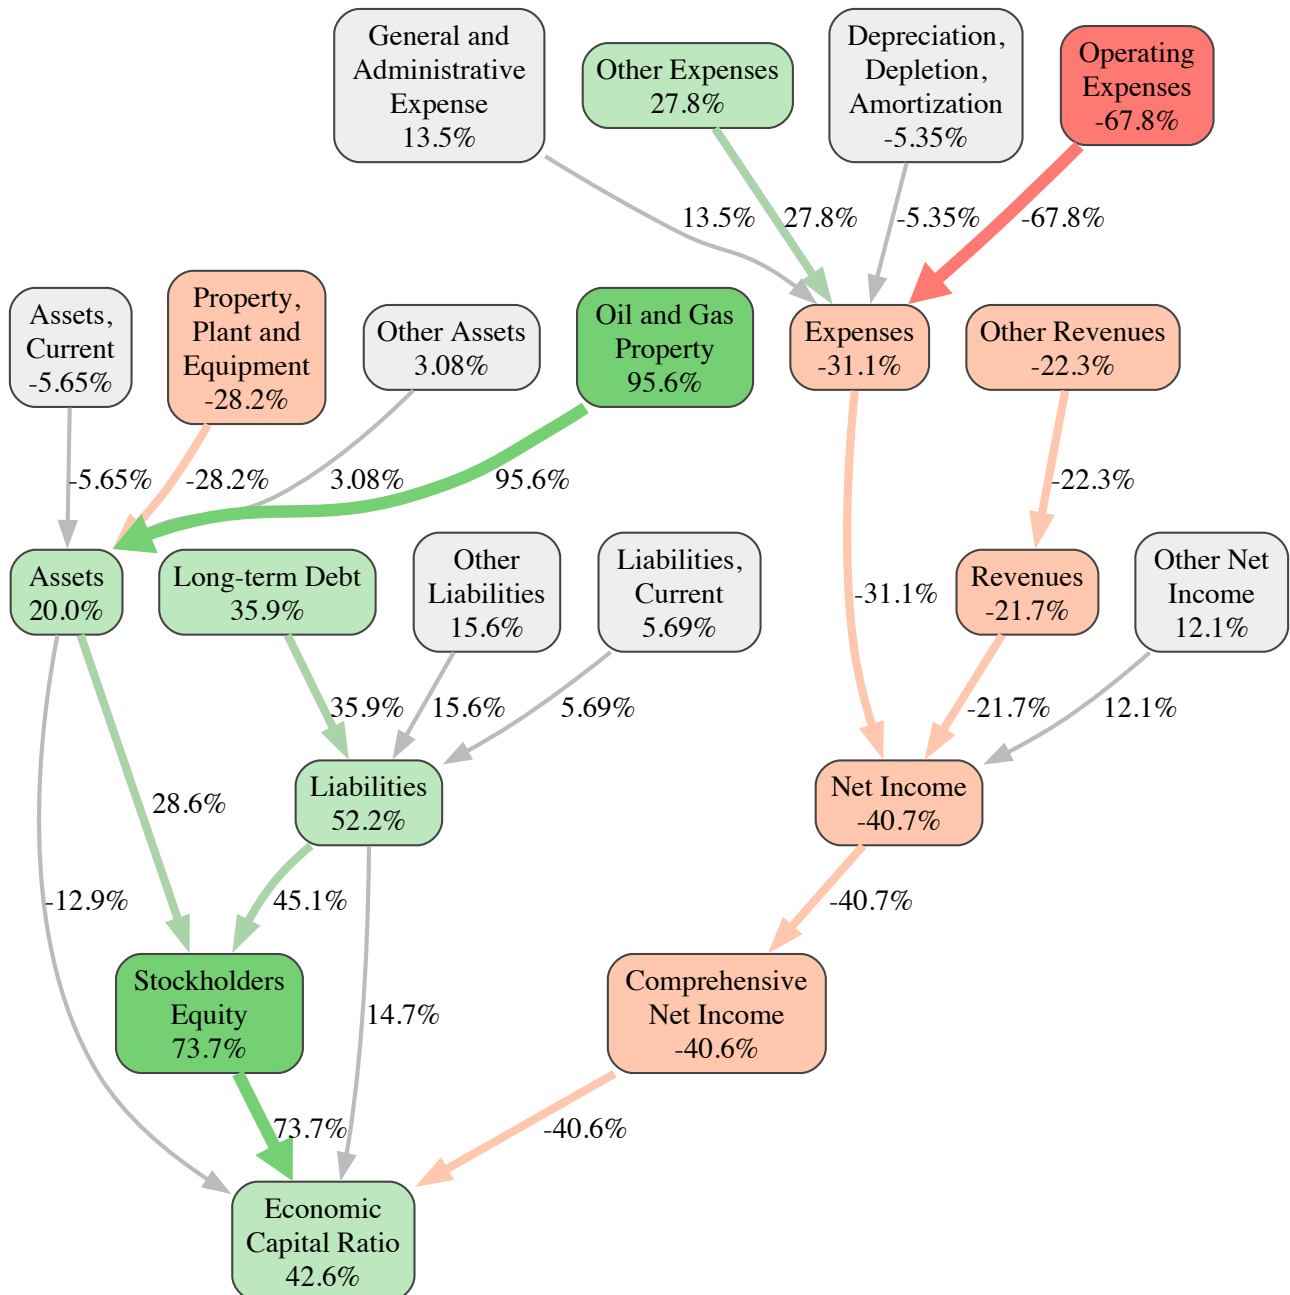 General and
Administrative
Expense
13.5%
Other Expenses
27.8%
Depreciation,
Depletion,
Amortization
-5.35%
Operating
Expenses
-67.8%
13.5%
27.8%
-5.35%
-67.8%
Assets,
Current
-5.65%
Property,
Plant and
Equipment
-28.2%
Other Assets
3.08%
Oil and Gas
Property
95.6%
Expenses
-31.1%
Other Revenues
-22.3%
-5.65%
-28.2%
3.08%
95.6%
-22.3%
Assets
20.0%
Long-term Debt
35.9%
Other
Liabilities
15.6%
Liabilities,
Current
5.69%
-31.1%
Revenues
-21.7%
Other Net
Income
12.1%
35.9%
15.6%
5.69%
-21.7%
12.1%
28.6%
Liabilities
52.2%
Net Income
-40.7%
-12.9%
45.1%
-40.7%
Stockholders
Equity
73.7%
14.7%
Comprehensive
Net Income
-40.6%
73.7%
-40.6%
Economic
Capital Ratio
42.6%